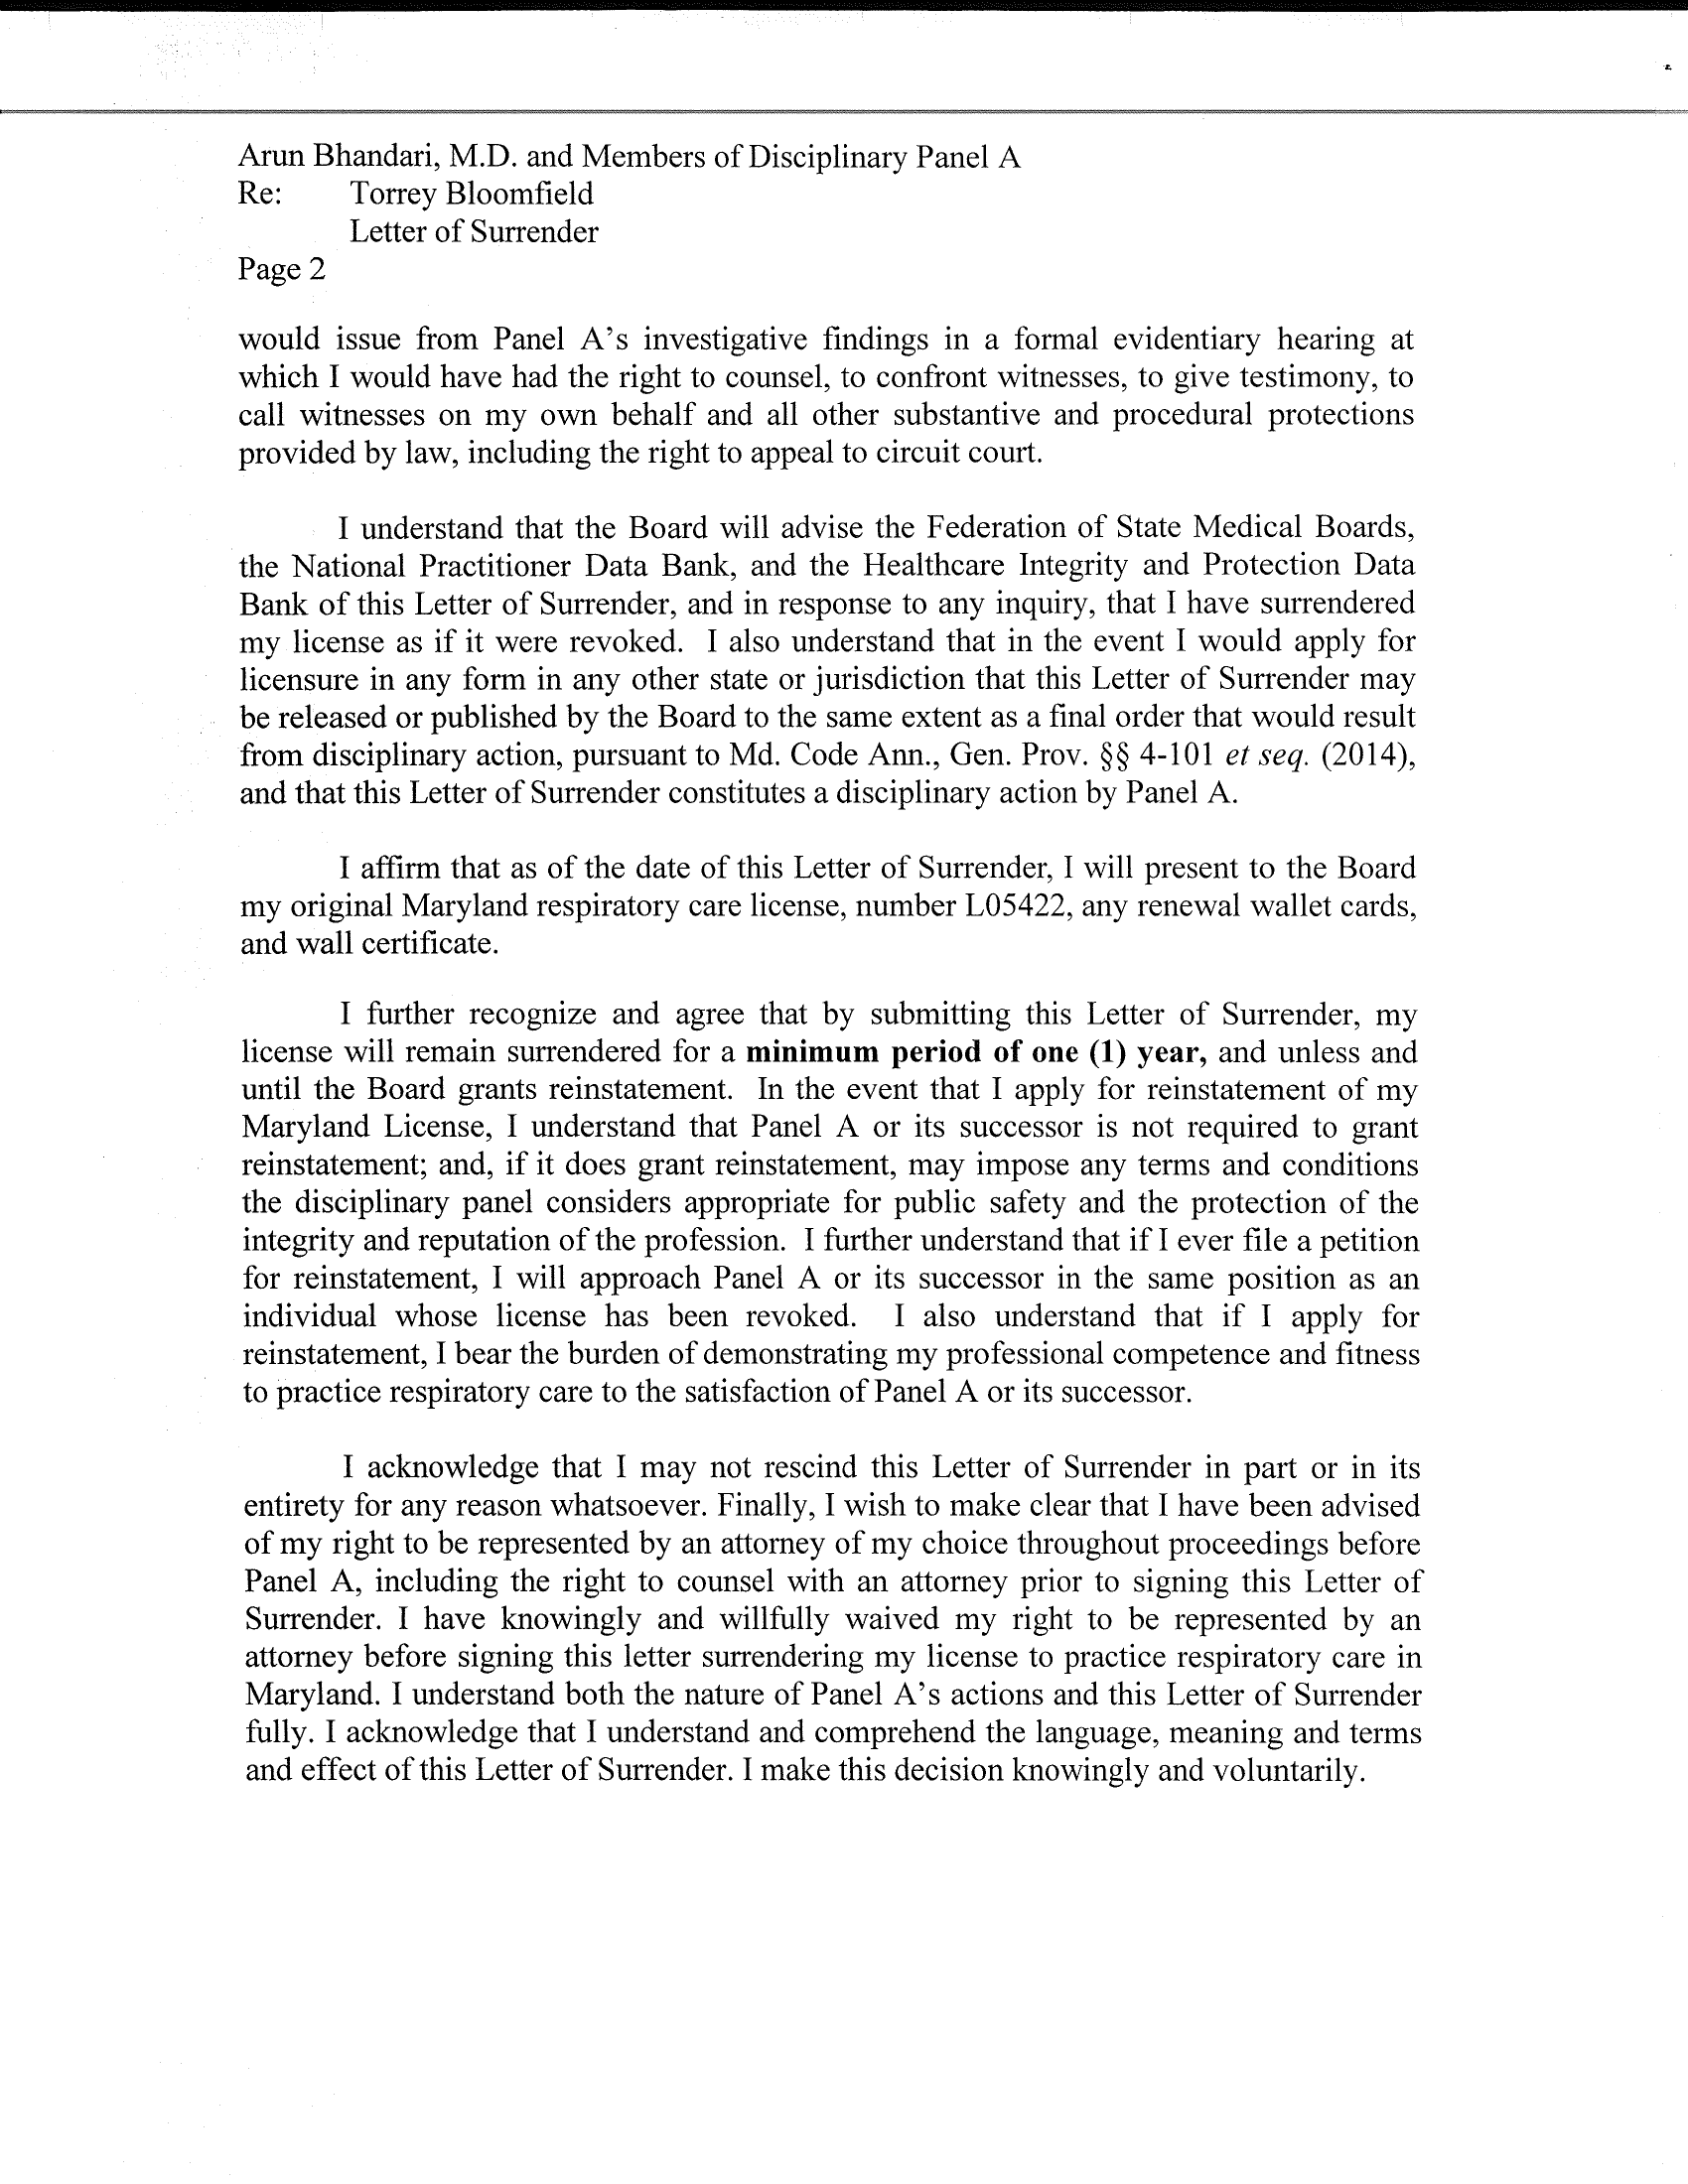 Arun Bhandari, M.D. and Members of Disciplinary Panel A
Re: Torrey Bloomfield
Letter of Surrender
Page 2
would issue from Panel A's investigative findings in a formal evidentiary hearing at
which I would have had the right to counsel, to confront witnesses, to give testimony, to
call witnesses on my own behalf and all other substantive and procedural protections
provided by law, including the right to appeal to circuit court.
I understand that the Board will advise the Federation of State Medical Boards,
the National Practitioner Data Bank, and the Healthcare Integrity and Protection Data
Bank of this Letter of Surrender, and in response to any inquiry, that I have surrendered
my license as if it were revoked. I also understand that in the event I would apply for
licensure in any form in any other state or jurisdiction that this Letter of Surrender may
be released or published by the Board to the same extent as a final order that would result
from disciplinary action, pursuant to Md. Code Ann., Gen. Prov. §§ 4-101 et seq. (2014),
and that this Letter of Surrender constitutes a disciplinary action by Panel A.
I affirm that as of the date of this Letter of Surrender, I will present to the Board
my original Maryland respiratory care license, number L05422, any renewal wallet cards,
and wall certificate.
I further recognize and agree that by submitting this Letter of Surrender, my
license will remain surrendered for a minimum period of one (1) year, and unless and
until the Board grants reinstatement. In the event that I apply for reinstatement of my
Maryland License, I understand that Panel A or its successor is not required to grant
reinstatement; and, if it does grant reinstatement, may impose any terms and conditions
the disciplinary panel considers appropriate for public safety and the protection of the
integrity and reputation of the profession. I further understand that if I ever file a petition
for reinstatement, I will approach Panel A or its successor in the same position as an
individual whose license has been revoked. I also understand that if I apply for
reinstatement, I bear the burden of demonstrating my professional competence and fitness
to practice respiratory care to the satisfaction of Panel A or its successor.
I acknowledge that I may not rescind this Letter of Surrender in part or in its
entirety for any reason whatsoever. Finally, I wish to make clear that I have been advised
of my right to be represented by an attorney of my choice throughout proceedings before
Panel A, including the right to counsel with an attorney prior to signing this Letter of
Surrender. I have knowingly and willfully waived my right to be represented by an
attorney before signing this letter surrendering my license to practice respiratory care in
Maryland. I understand both the nature of Panel A's actions and this Letter of Surrender
fully. I acknowledge that I understand and comprehend the language, meaning and terms
and effect of this Letter of Surrender. I make this decision knowingly and voluntarily.